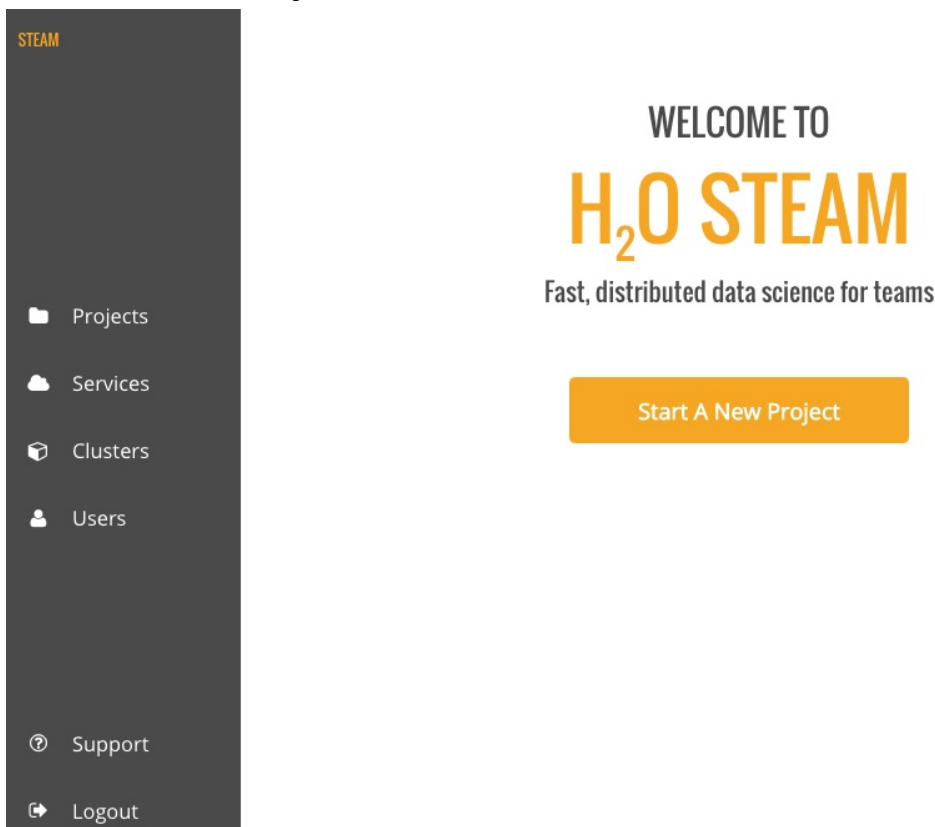 STEAM
Projects
Services
Clusters
Users
Support
Logout
WELCOME TO
H₂O STEAM
Fast, distributed data science for teams
Start A New Project